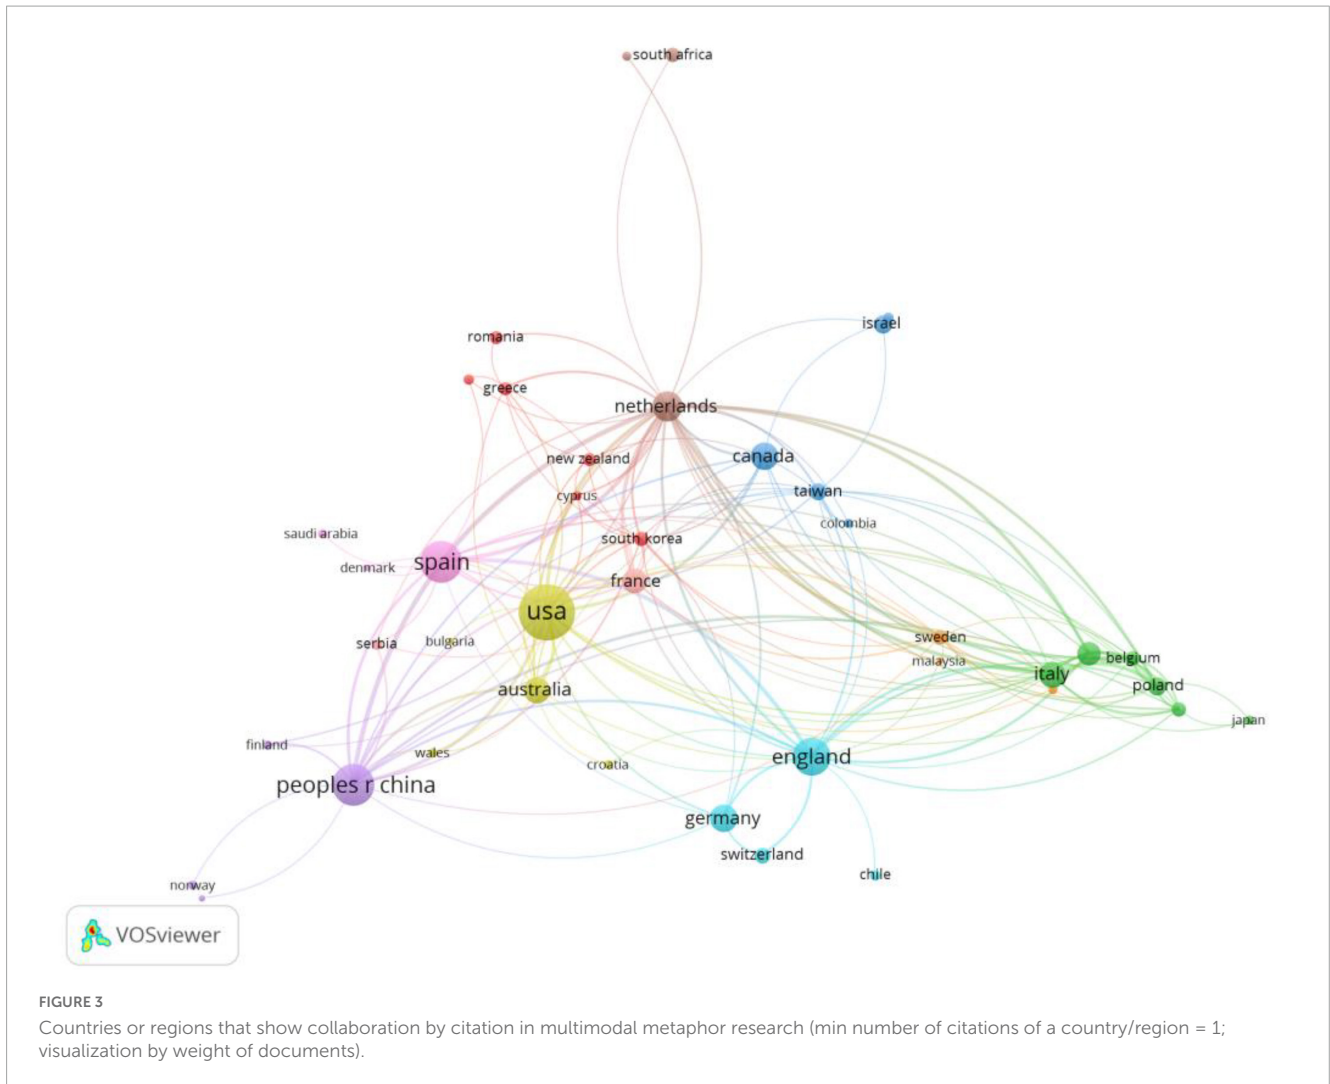 south africa
israel
romania
greece
netherlands
canada
new zealand
taiwan
cyprus
colombia
saudi arabia
south korea
denmark
spain
france
usa
serbia
bulgaria
sweden
malaysia
belgium
italy
poland
australia
japan
finland
wales
croatia
england
peoples r china
germany
switzerland
chile
norway
VOSviewer
FIGURE 3
Countries or regions that show collaboration by citation in multimodal metaphor research (min number of citations of a country/region = 1;
visualization by weight of documents).